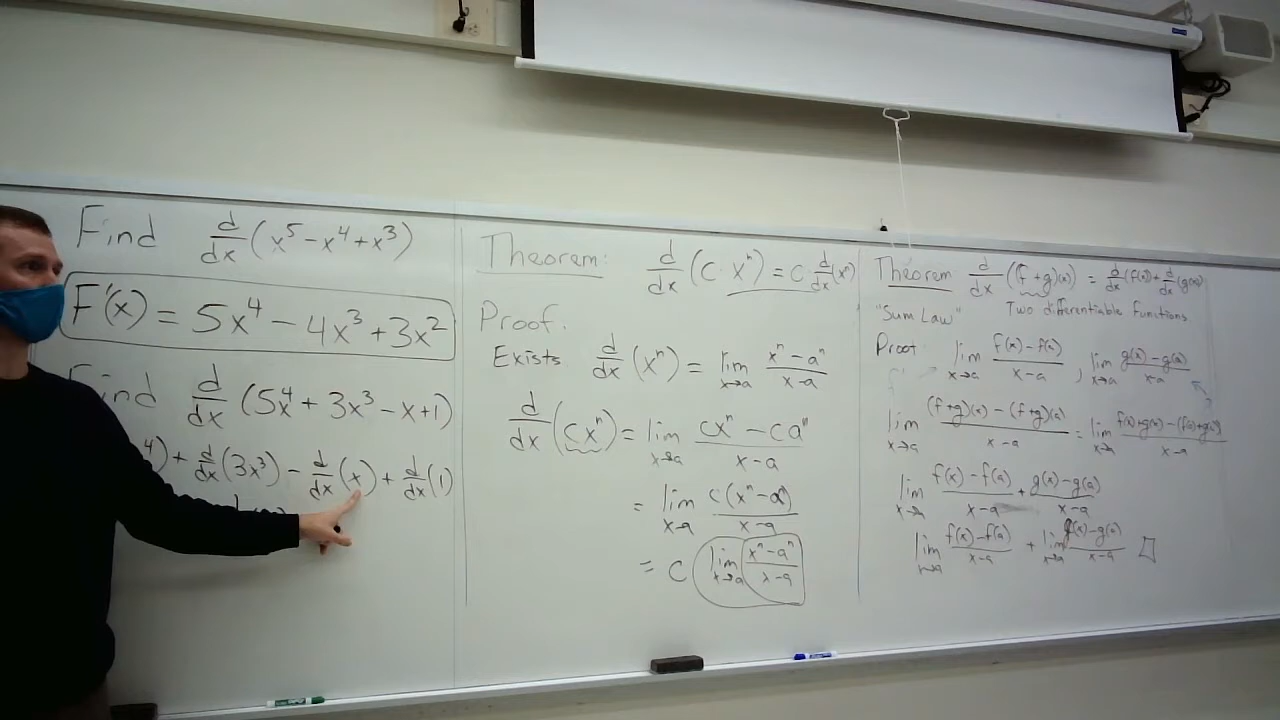 Find d/dx (x⁵ - x⁴ + x³)
F'(x) = 5x⁴ - 4x³ + 3x²
Find d/dx (5x⁴ + 3x³ - x + 1)
⁴) + d/dx (3x³) - d/dx (x) + d/dx (1)
Theorem: d/dx (c · xⁿ) = c d/dx (xⁿ)
Proof.
Exists d/dx (xⁿ) = lim x→a (xⁿ - aⁿ)/(x - a)
d/dx (cxⁿ) = lim x→a (cxⁿ - caⁿ)/(x - a)
= lim x→a c(xⁿ - aⁿ)/(x - a)
= c lim x→a (xⁿ - aⁿ)/(x - a)
Theorem d/dx ((f + g)(x)) = d/dx (f(x)) + d/dx (g(x))
"Sum Law" Two differentiable functions
Proof lim x→a (f(x) - f(a))/(x - a) , lim x→a (g(x) - g(a))/(x - a)
lim x→a ((f+g)(x) - (f+g)(a))/(x - a) = lim x→a (f(x)+g(x) - (f(a)+g(a)))/(x - a)
lim x→a (f(x) - f(a))/(x - a) + (g(x) - g(a))/(x - a)
lim x→a (f(x) - f(a))/(x - a) + lim x→a (g(x) - g(a))/(x - a) □